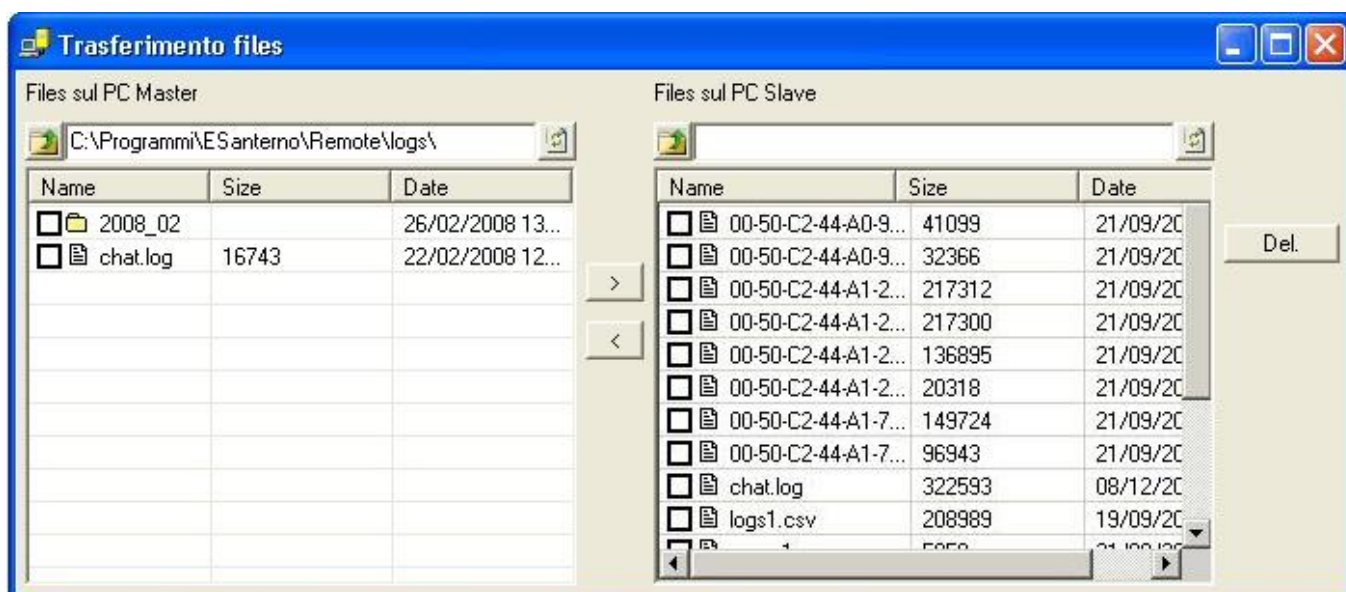 Trasferimento files
Files sul PC Master
Files sul PC Slave
C:\Programmi\ESanterno\Remote\logs\
Name Size Date
2008_02 26/02/2008 13...
chat.log 16743 22/02/2008 12...
>
<
Name Size Date
00-50-C2-44-A0-9... 41099 21/09/20
00-50-C2-44-A0-9... 32366 21/09/20
00-50-C2-44-A1-2... 217312 21/09/20
00-50-C2-44-A1-2... 217300 21/09/20
00-50-C2-44-A1-2... 136895 21/09/20
00-50-C2-44-A1-2... 20318 21/09/20
00-50-C2-44-A1-7... 149724 21/09/20
00-50-C2-44-A1-7... 96943 21/09/20
chat.log 322593 08/12/20
logs1.csv 208989 19/09/20
Del.